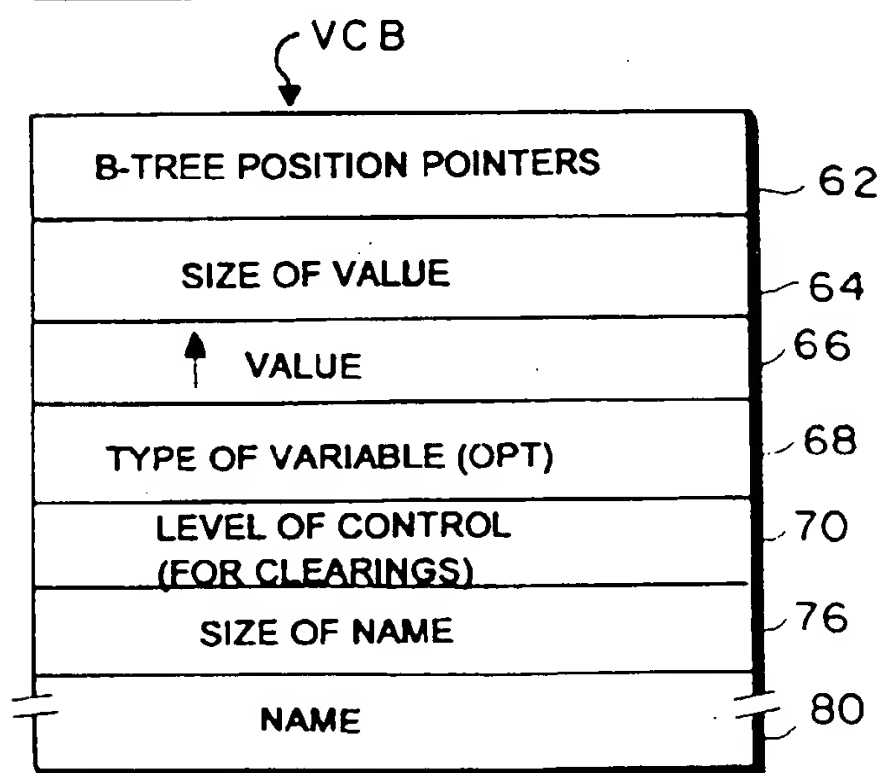 VCB
B-TREE POSITION POINTERS
62
SIZE OF VALUE
64
VALUE
66
TYPE OF VARIABLE (OPT)
68
LEVEL OF CONTROL
(FOR CLEARINGS)
70
SIZE OF NAME
76
NAME
80